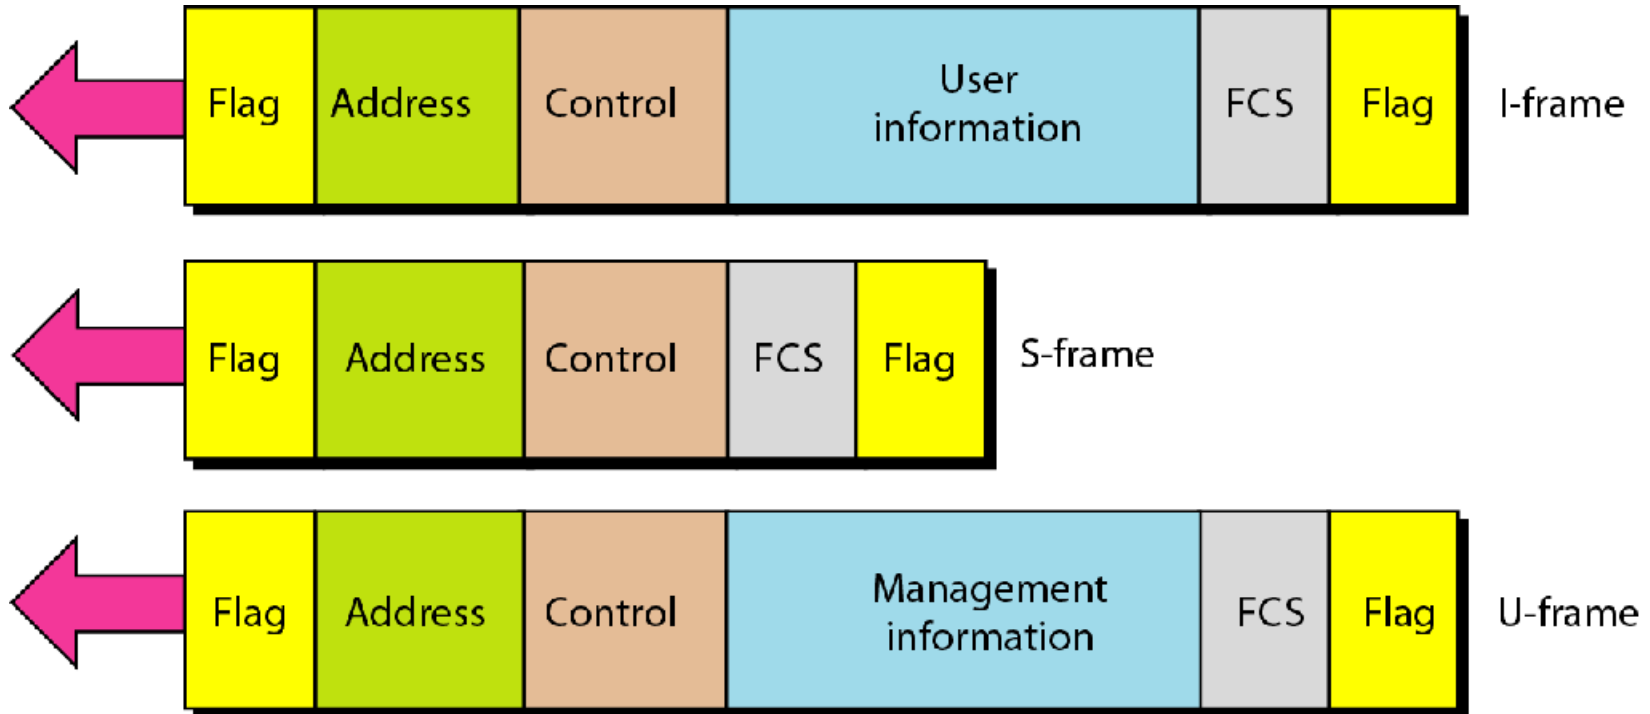 Flag Address Control User information FCS Flag I-frame
Flag Address Control FCS Flag S-frame
Flag Address Control Management information FCS Flag U-frame